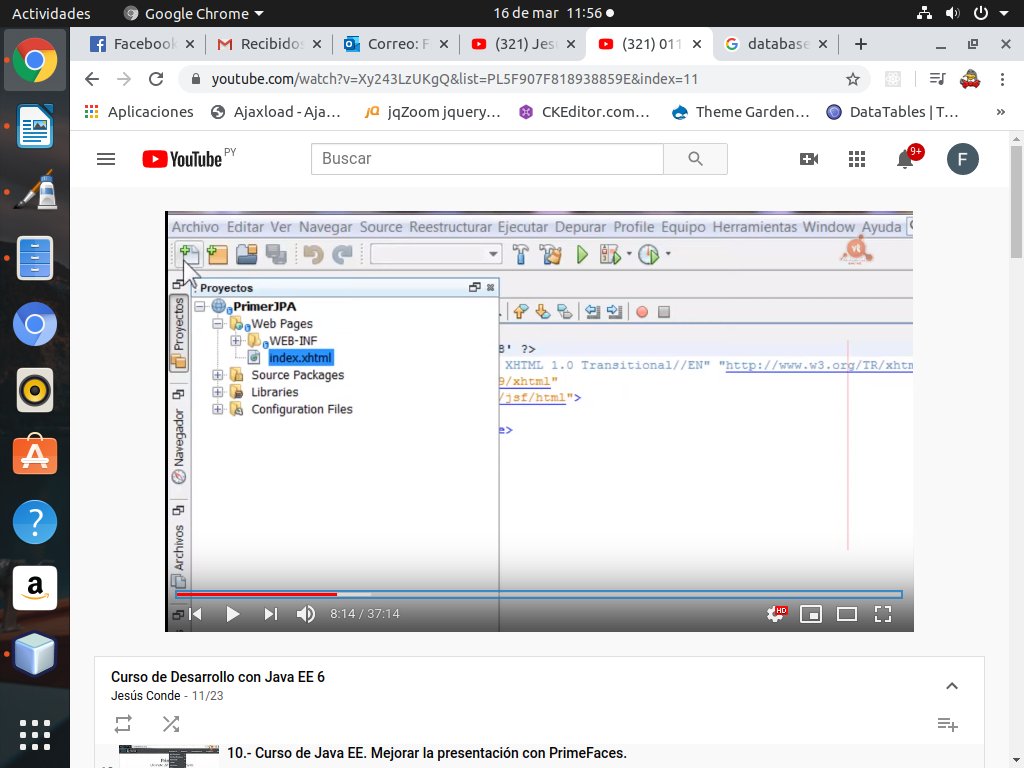 Actividades Google Chrome 16 de mar 11:56
Facebook Recibidos Correo: F (321) Jes (321) 011 database
youtube.com/watch?v=Xy243LzUKgQ&list=PL5F907F818938859E&index=11
Aplicaciones Ajaxload - Aja... jqZoom jquery... CKEditor.com... Theme Garden... DataTables | T... »
YouTube PY Buscar 9+ F
Archivo Editar Ver Navegar Source Reestructurar Ejecutar Depurar Profile Equipo Herramientas Window Ayuda
Proyectos
PrimerJPA
Web Pages
WEB-INF
index.xhtml
Source Packages
Libraries
Configuration Files
Proyectos
Navegador
Archivos
8' ?>
XHTML 1.0 Transitional//EN" "http://www.w3.org/TR/xhtm
9/xhtml"
/jsf/html">
e>
8:14 / 37:14 HD
Curso de Desarrollo con Java EE 6
Jesús Conde - 11/23
10.- Curso de Java EE. Mejorar la presentación con PrimeFaces.